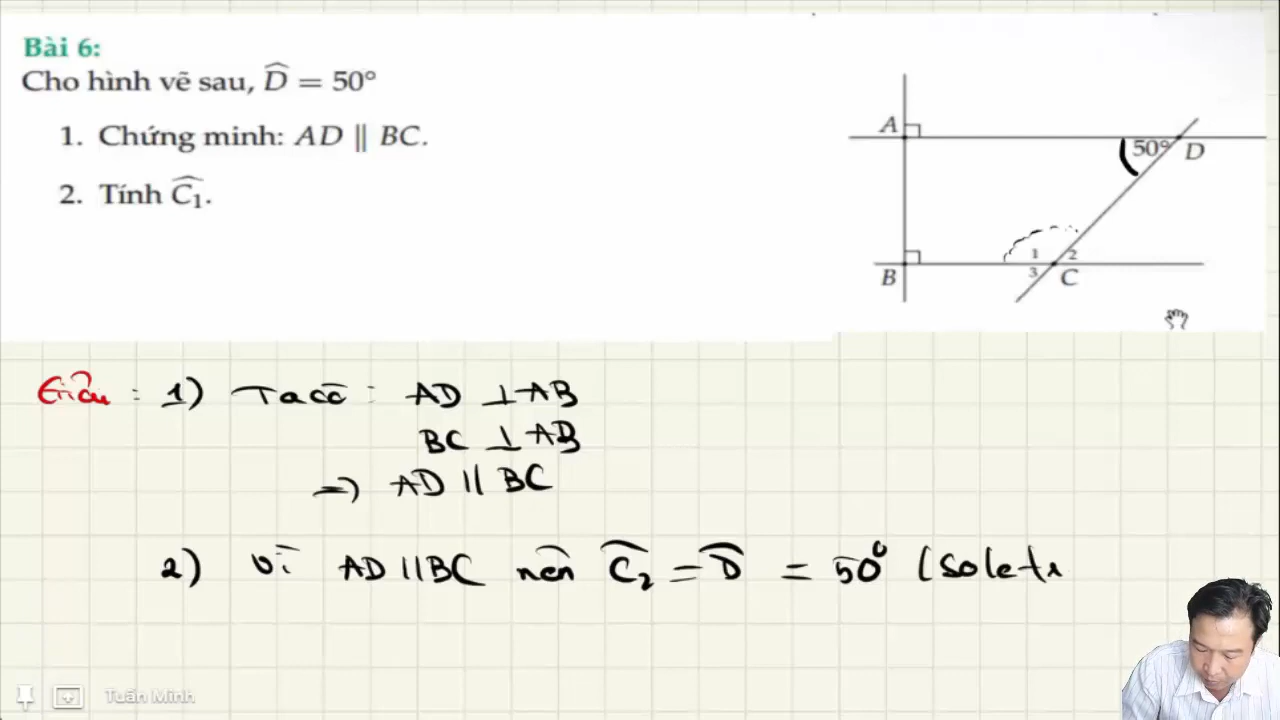 Bài 6:
Cho hình vẽ sau, D̂ = 50°
1. Chứng minh: AD ∥ BC.
2. Tính Ĉ₁.
A
50°
D
1
2
B
3
C
Giải : 1) Ta có : AD ⊥ AB
BC ⊥ AB
=> AD // BC
2) Vì AD // BC nên Ĉ₂ = D̂ = 50° (So le tr
Tuấn Minh